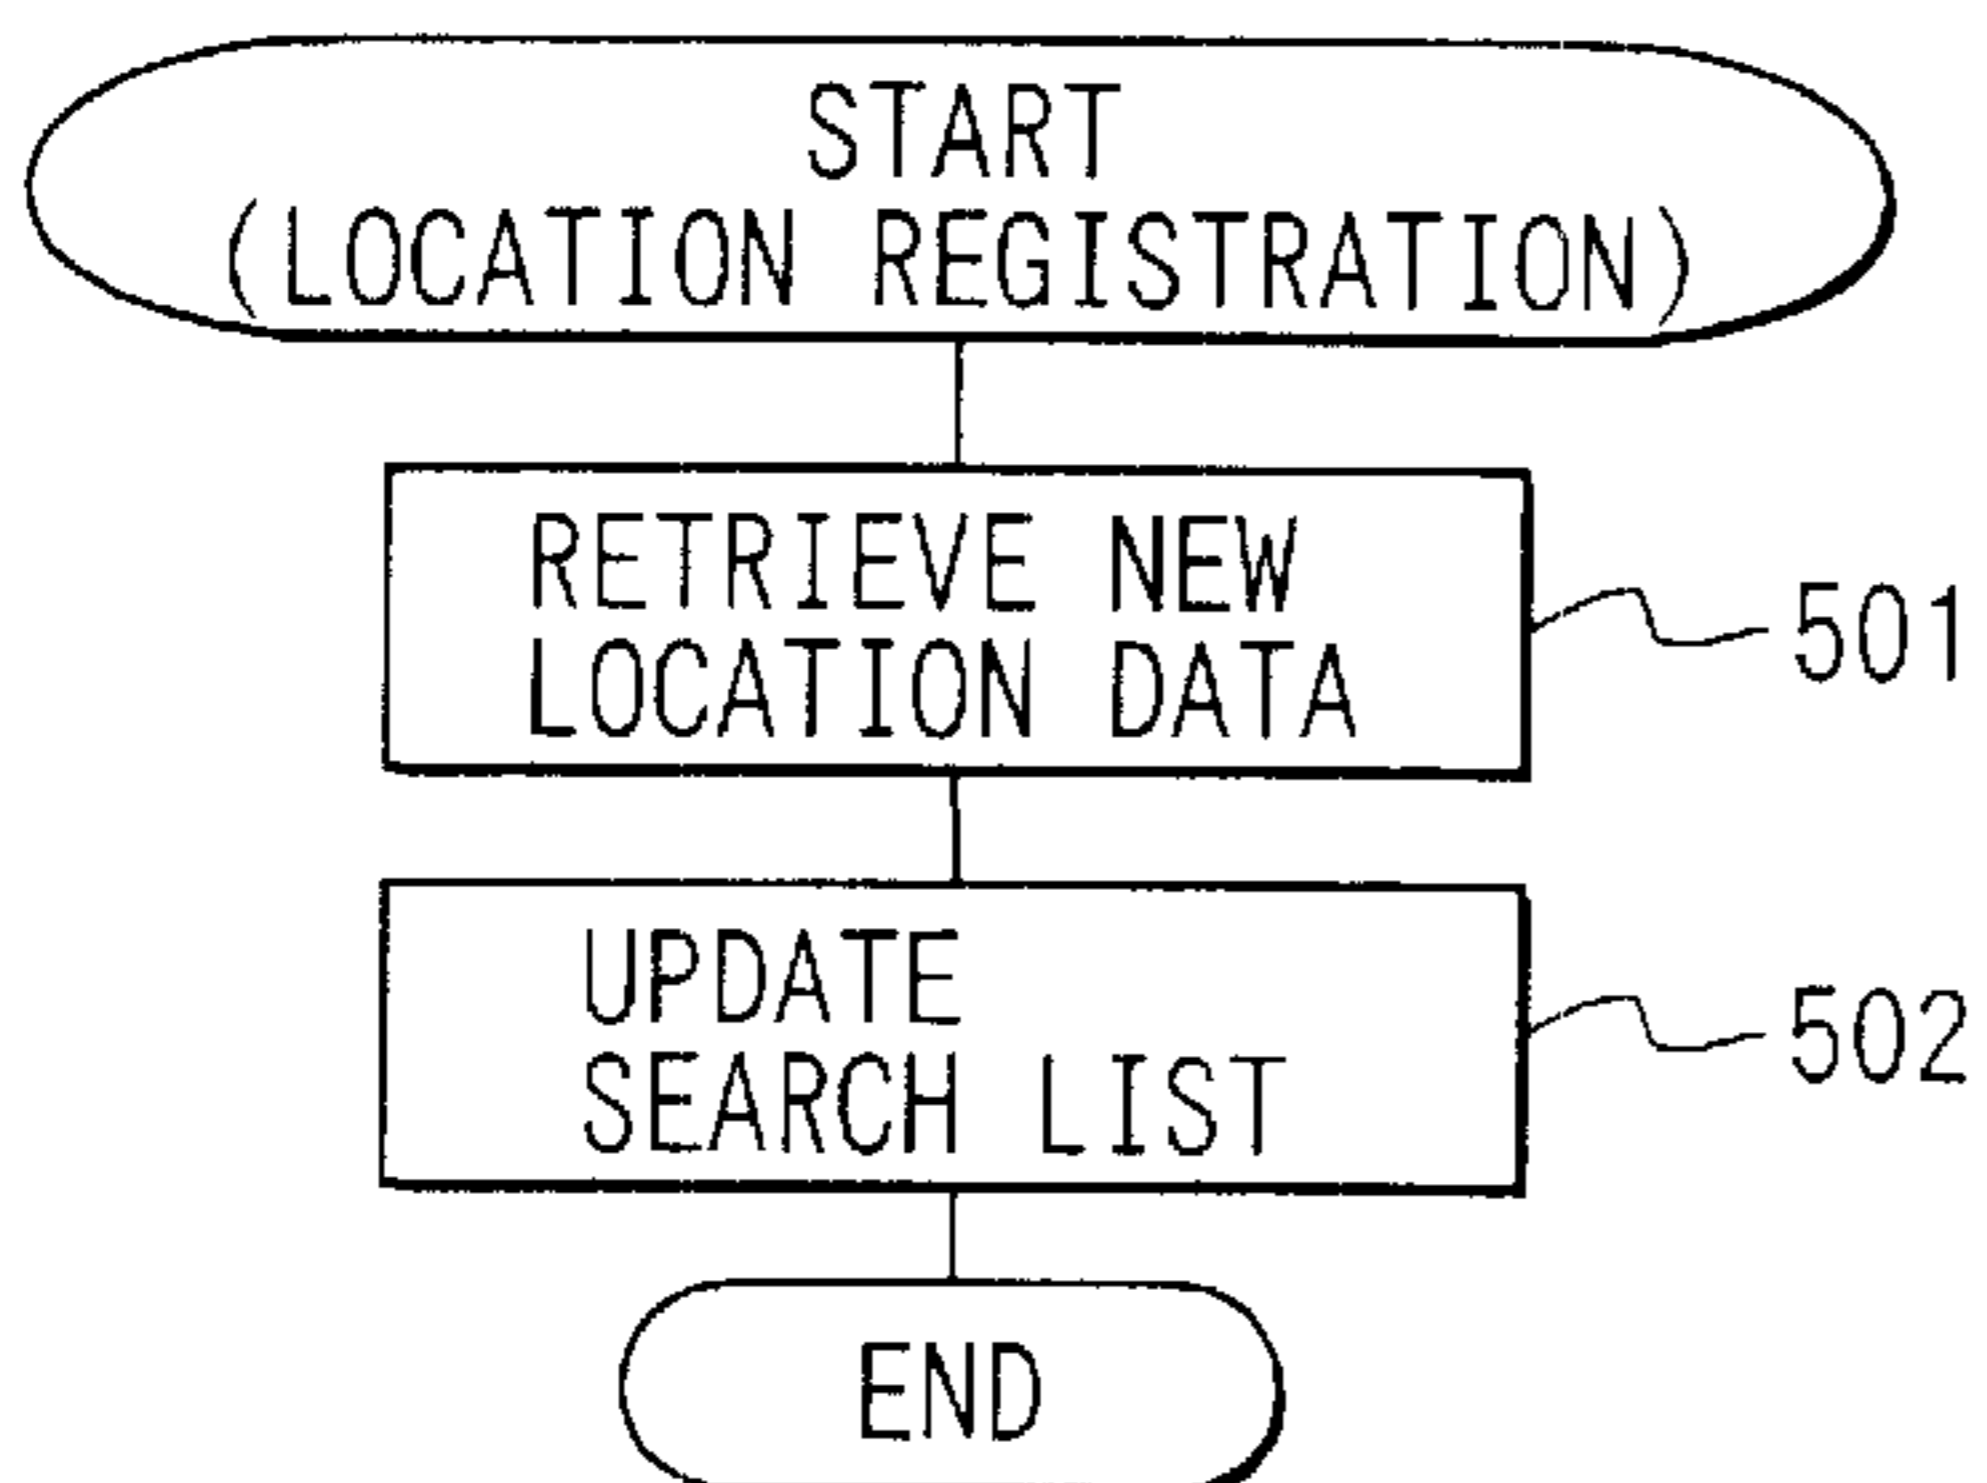 START
(LOCATION REGISTRATION)
RETRIEVE NEW
LOCATION DATA
501
UPDATE
SEARCH LIST
502
END